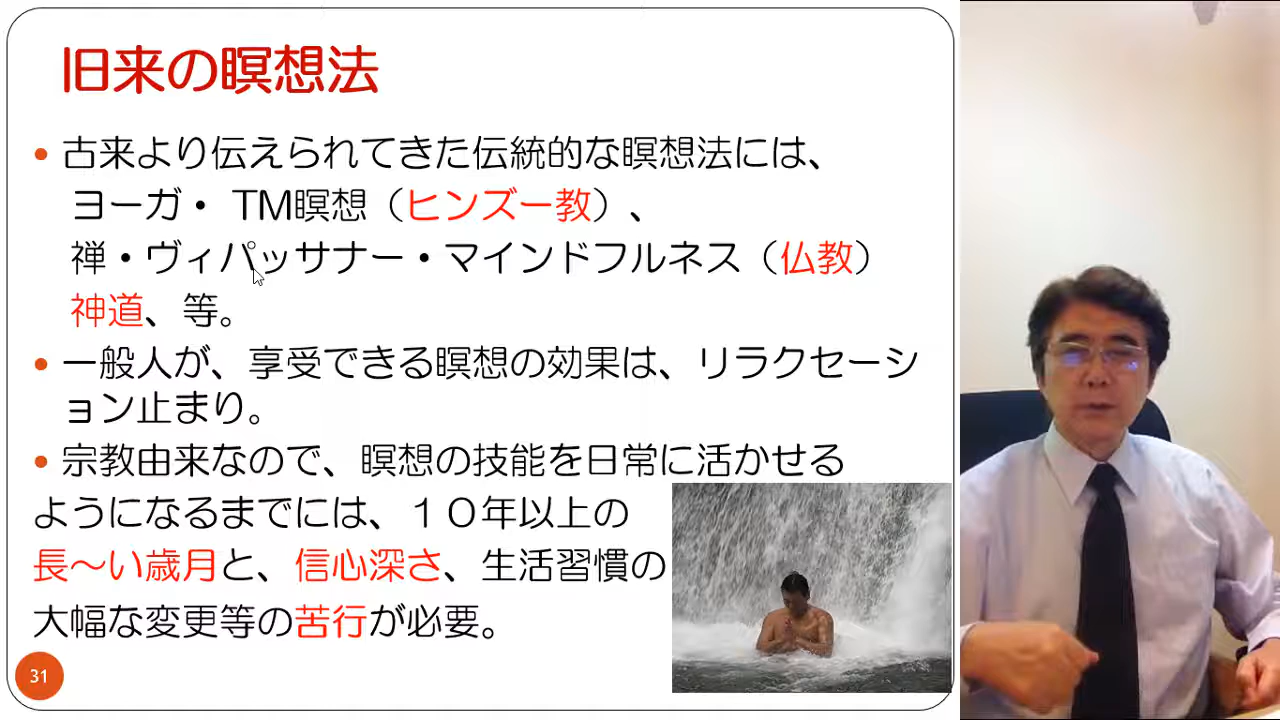 旧来の瞑想法
• 古来より伝えられてきた伝統的な瞑想法には、
ヨーガ・ TM瞑想（ヒンズー教）、
禅・ヴィパッサナー・マインドフルネス（仏教）
神道、等。
• 一般人が、享受できる瞑想の効果は、リラクセーシ
ョン止まり。
• 宗教由来なので、瞑想の技能を日常に活かせる
ようになるまでには、１０年以上の
長～い歳月と、信心深さ、生活習慣の
大幅な変更等の苦行が必要。
31